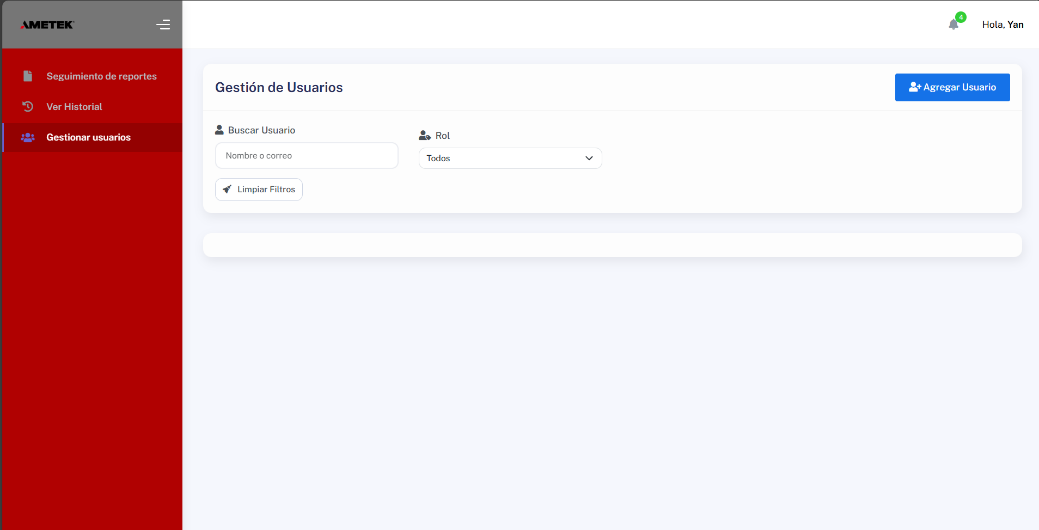 AMETEK
4
Hola, Yan
Seguimiento de reportes
Ver Historial
Gestionar usuarios
Gestión de Usuarios
Agregar Usuario
Buscar Usuario
Rol
Nombre o correo
Todos
Limpiar Filtros